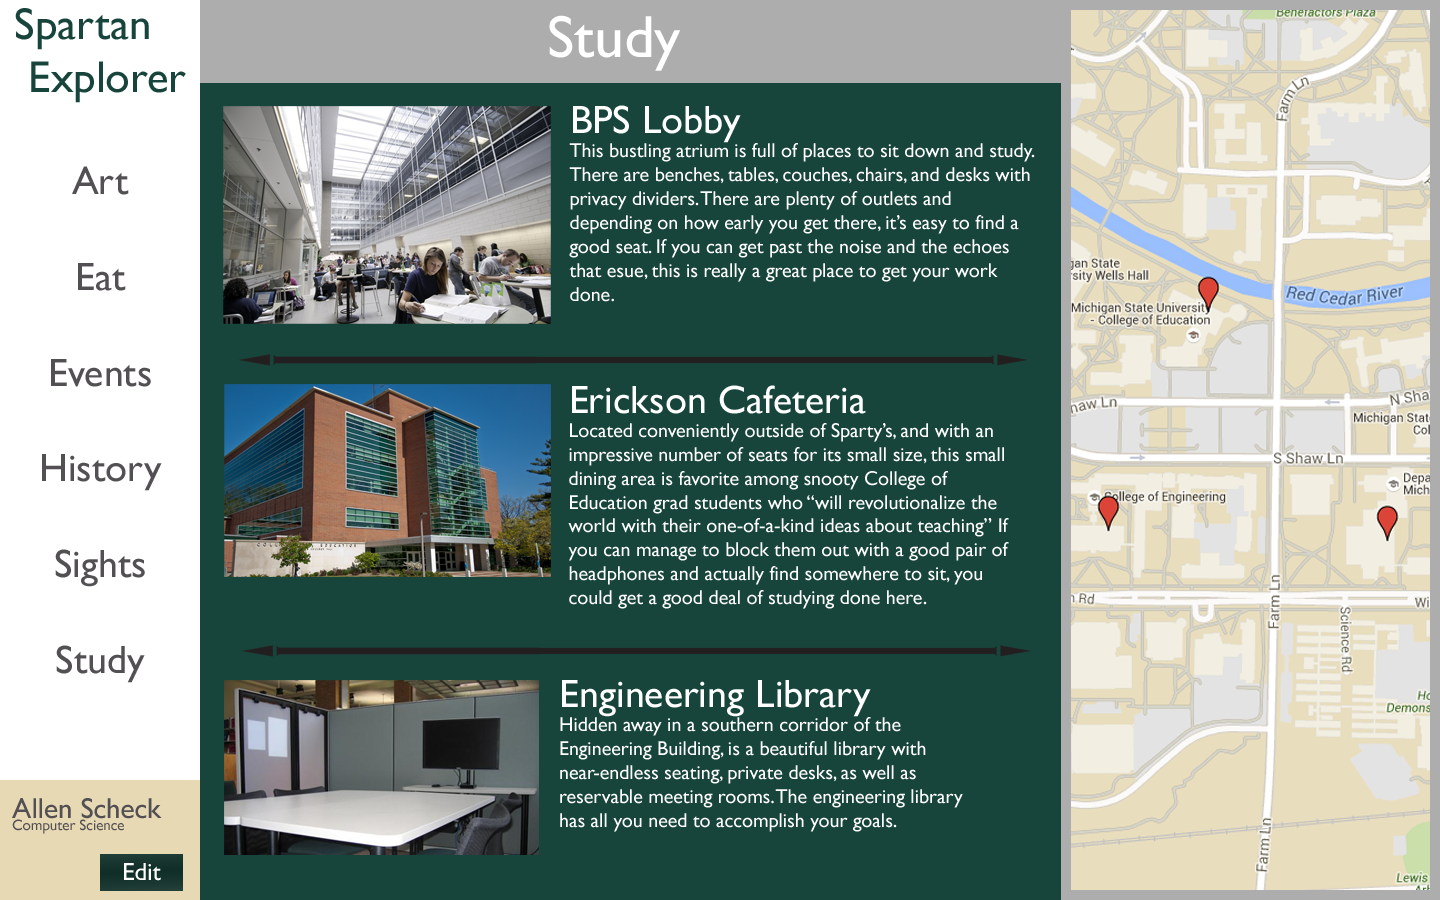 Spartan
Explorer
Art
Eat
Events
History
Sights
Study
Allen Scheck
Computer Science
Edit
Study
BPS Lobby
This bustling atrium is full of places to sit down and study.
There are benches, tables, couches, chairs, and desks with
privacy dividers. There are plenty of outlets and
depending on how early you get there, it's easy to find a
good seat. If you can get past the noise and the echoes
that esue, this is really a great place to get your work
done.
Erickson Cafeteria
Located conveniently outside of Sparty's, and with an
impressive number of seats for its small size, this small
dining area is favorite among snooty College of
Education grad students who “will revolutionalize the
world with their one-of-a-kind ideas about teaching” If
you can manage to block them out with a good pair of
headphones and actually find somewhere to sit, you
could get a good deal of studying done here.
Engineering Library
Hidden away in a southern corridor of the
Engineering Building, is a beautiful library with
near-endless seating, private desks, as well as
reservable meeting rooms. The engineering library
has all you need to accomplish your goals.
Benefactors Plaza
Farm Ln
gan State
rsity Wells Hall
Red Cedar River
Michigan State University
- College of Education
haw Ln
N Sha
Michigan Stat
Col
S Shaw Ln
Depa
Mich
College of Engineering
n Rd
Farm Ln
Wi
Science Rd
Ho
Demons
Farm Ln
Lewis